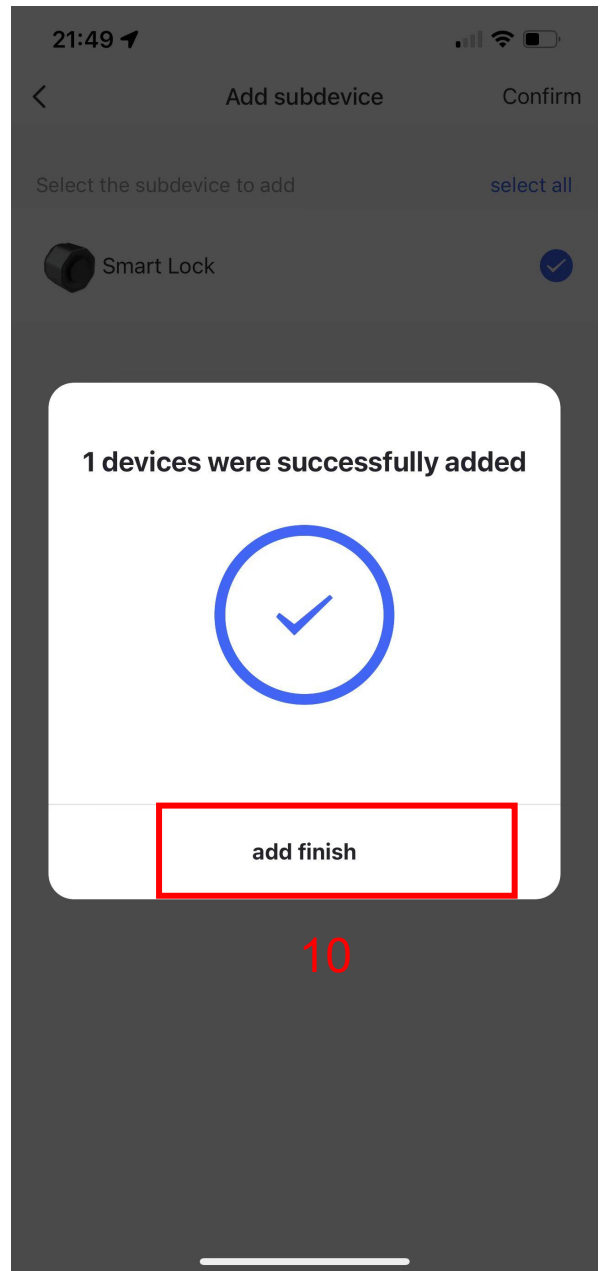 21:49
Add subdevice
Confirm
Select the subdevice to add
select all
Smart Lock
1 devices were successfully added
add finish
10